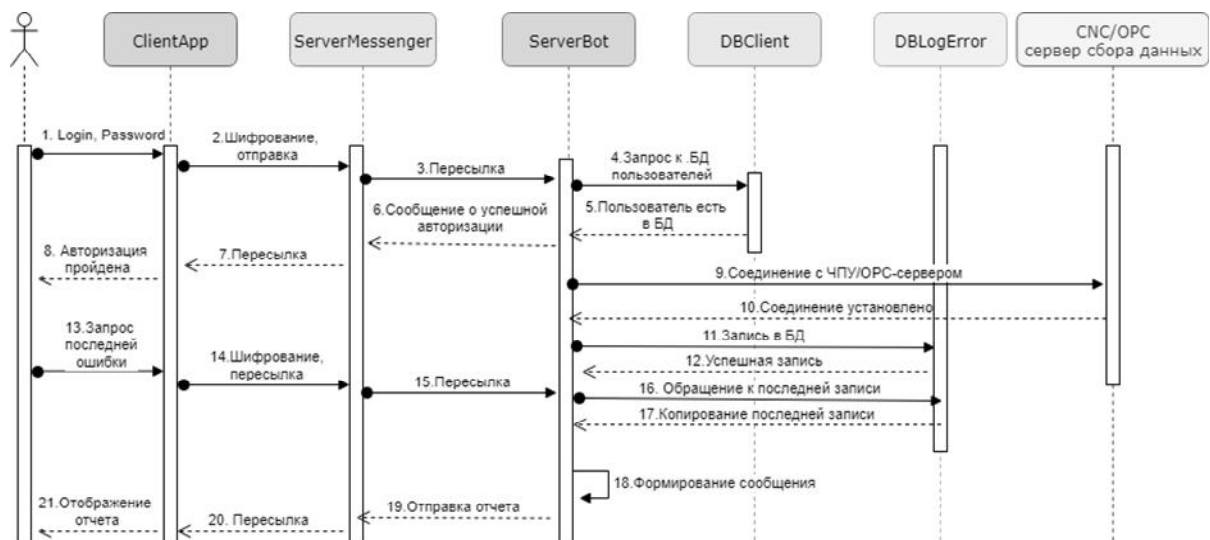 ClientApp
ServerMessenger
ServerBot
DBClient
DBLogError
CNC/OPC
сервер сбора данных
1. Login, Password
2.Шифрование,
отправка
3.Пересылка
4.Запрос к .БД
пользователей
5.Пользователь есть
в БД
6.Сообщение о успешной
авторизации
7.Пересылка
8. Авторизация
пройдена
9.Соединение с ЧПУ/OPC-сервером
10.Соединение установлено
11.Запись в БД
12.Успешная запись
13.Запрос
последней
ошибки
14.Шифрование,
пересылка
15.Пересылка
16. Обращение к последней записи
17.Копирование последней записи
18.Формирование сообщения
19.Отправка отчета
20. Пересылка
21.Отображение
отчета